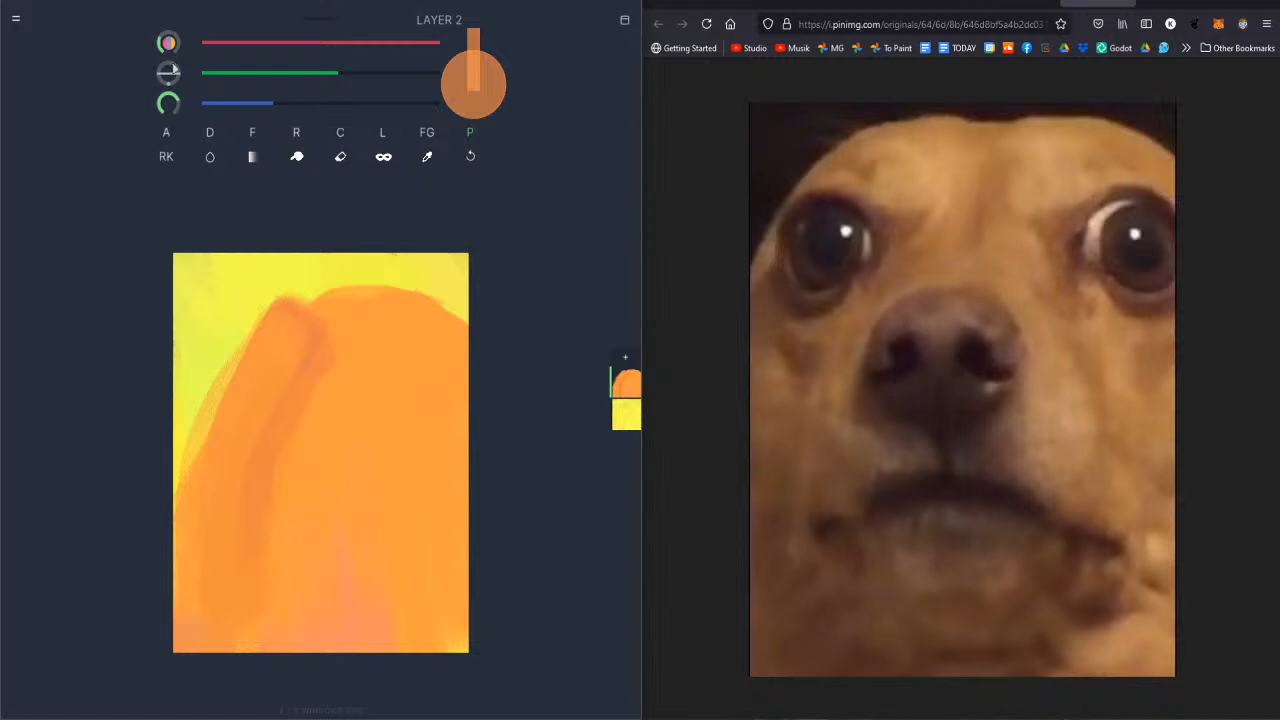 LAYER 2
A D F R C L FG P
RK
+
https://i.pinimg.com/originals/64/6d/8b/646d8bf5a4b2dc03
Getting Started Studio Musik MG To Paint TODAY Godot Other Bookmarks